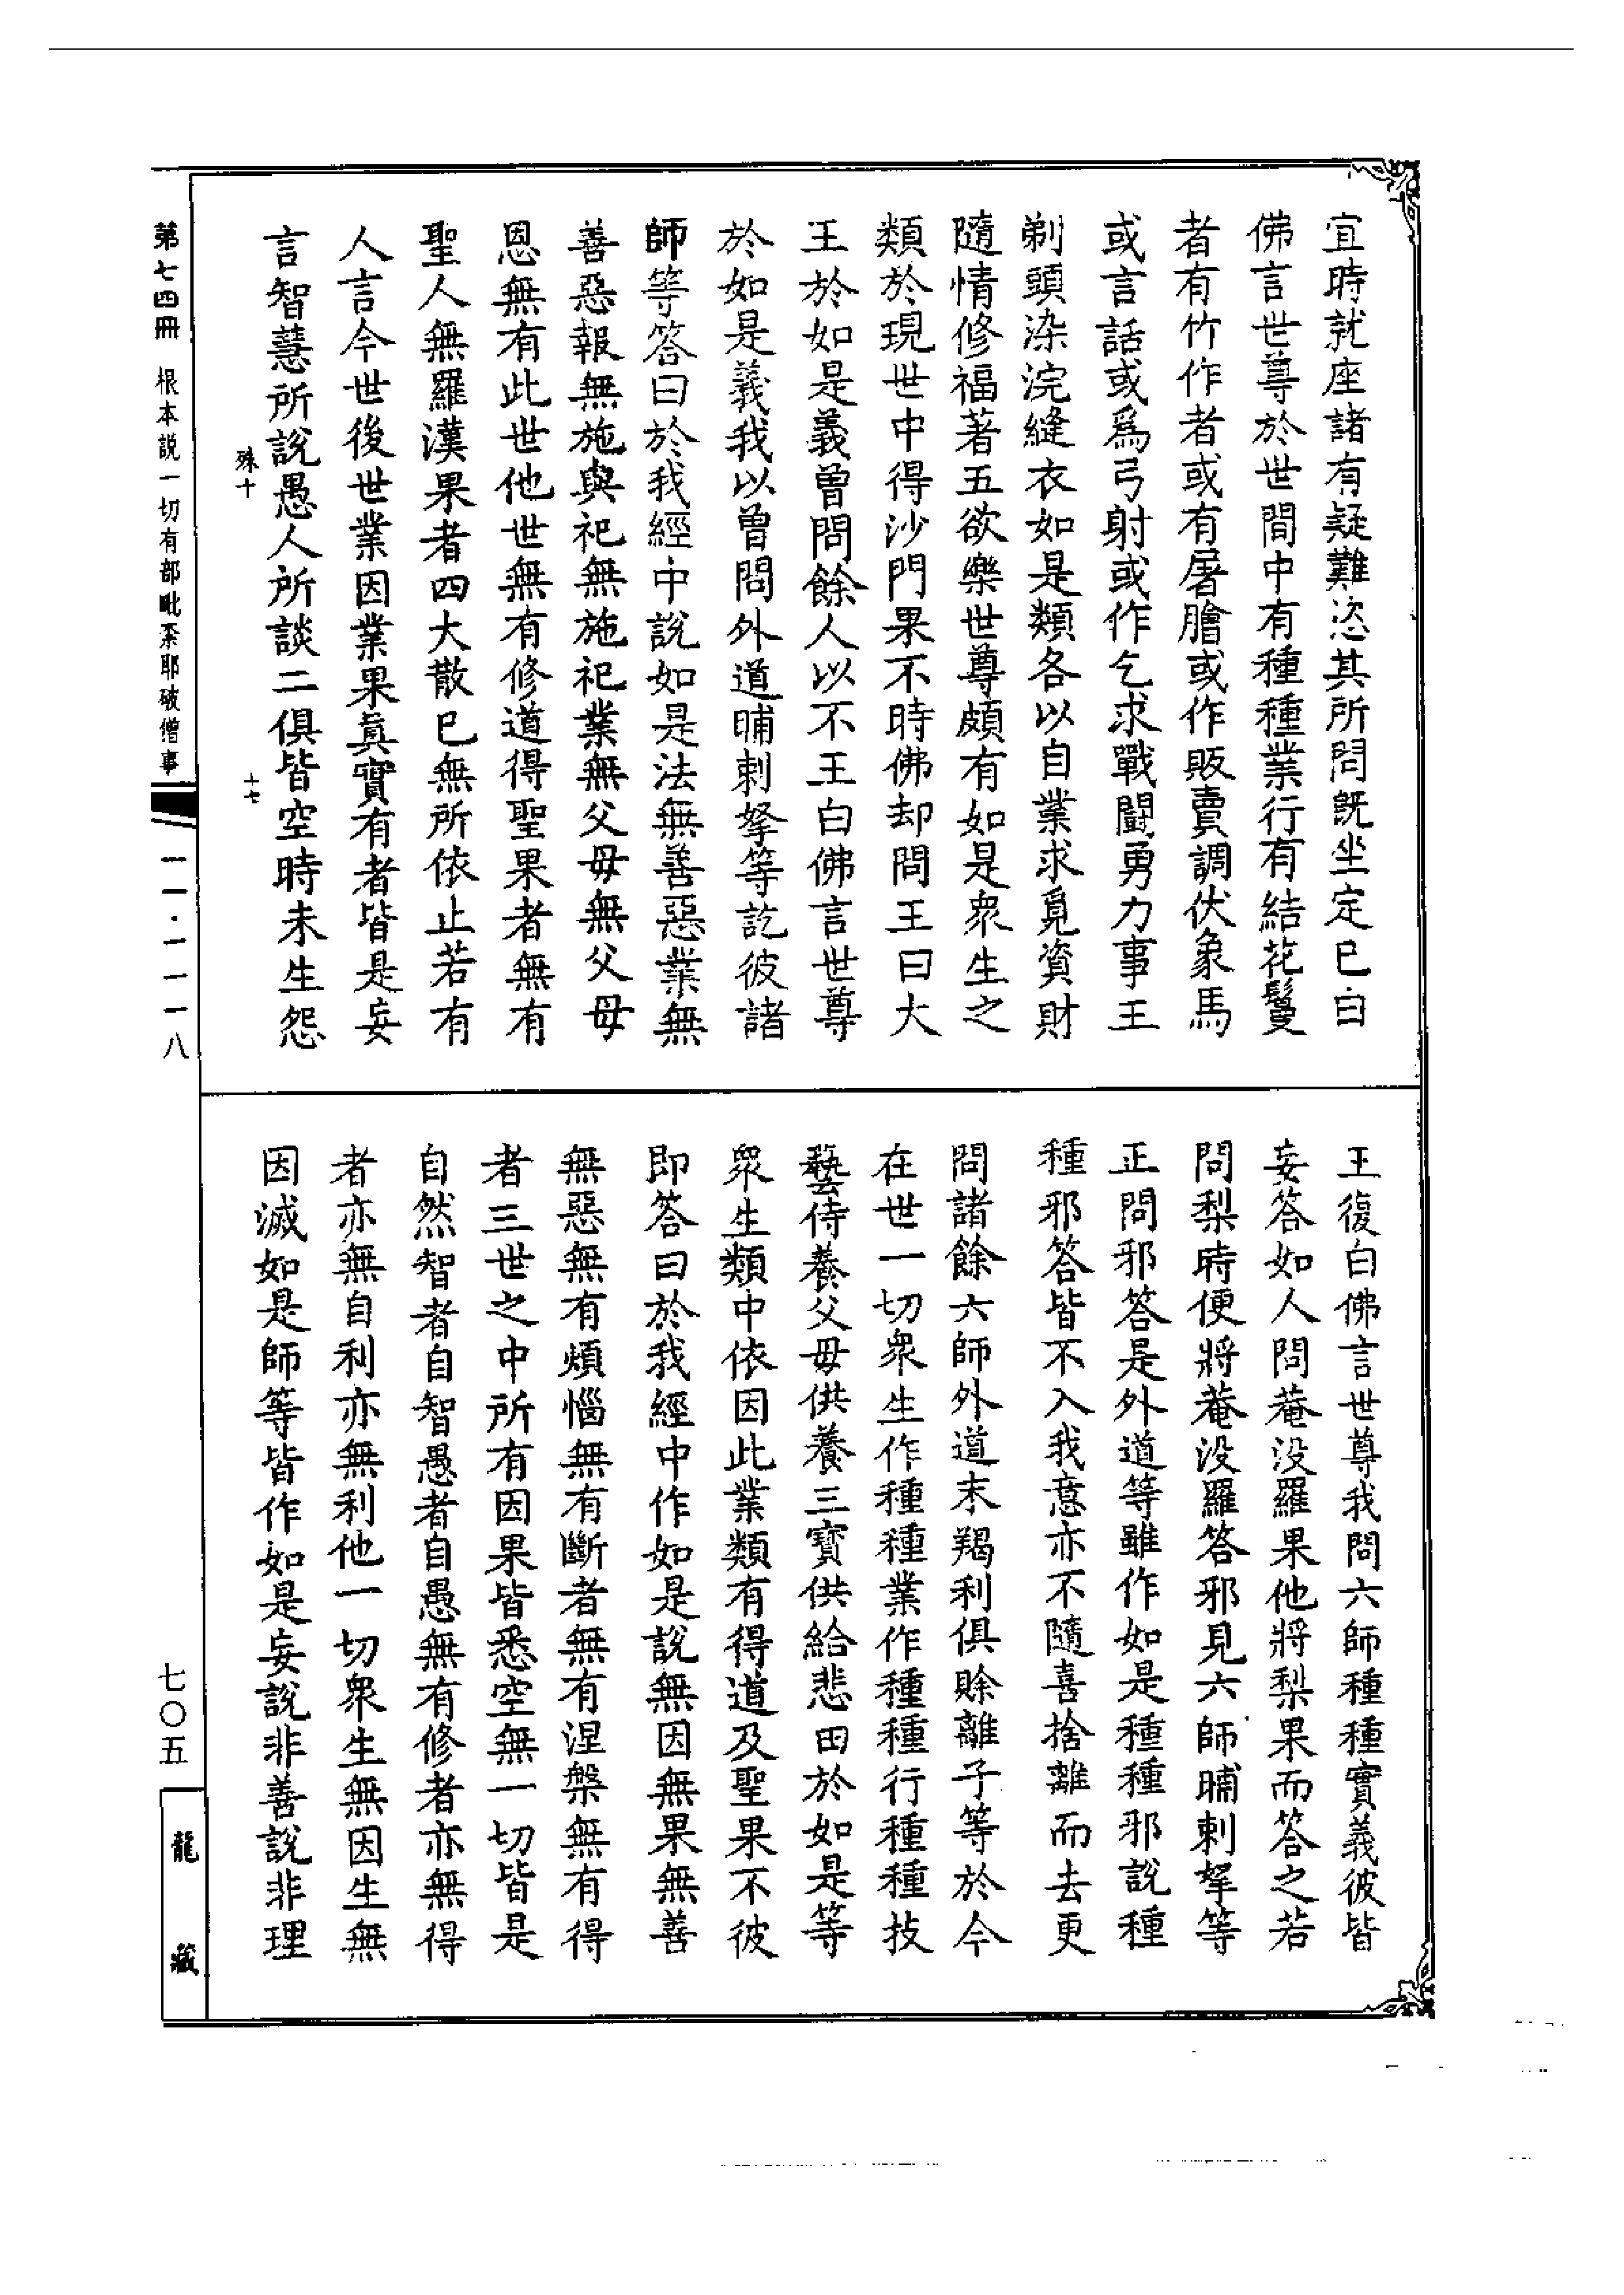 宜時就座諸有疑難恣其所問既坐定已白
佛言世尊於世間中有種種業行有結花鬘
者有竹作者或有屠膾或作販賣調伏象馬
或言話或爲弓射或作乞求戰鬪勇力事王
剃頭染浣縫衣如是類各以自業求覓資財
隨情修福著五欲樂世尊頗有如是衆生之
類於現世中得沙門果不時佛却問王曰大
王於如是義曾問餘人以不王白佛言世尊
於如是義我以曾問外道晡剌拏等訖彼諸
師等答曰於我經中說如是法無善惡業無
善惡報無施與祀無施祀業無父母無父母
恩無有此世他世無有修道得聖果者無有
聖人無羅漢果者四大散已無所依止若有
人言今世後世業因業果眞實有者皆是妄
言智慧所說愚人所談二俱皆空時未生怨
殊十
十七
王復白佛言世尊我問六師種種實義彼皆
妄答如人問菴没羅果他將梨果而答之若
問梨時便將菴没羅答邪見六師晡剌拏等
正問邪答是外道等雖作如是種種邪說種
種邪答皆不入我意亦不隨喜捨離而去更
問諸餘六師外道末羯利俱賒離子等於今
在世一切衆生作種種業作種種行種種技
藝侍養父母供養三寶供給悲田於如是等
衆生類中依因此業類有得道及聖果不彼
即答曰於我經中作如是說無因無果無善
無惡無有煩惱無有斷者無有涅槃無有得
者三世之中所有因果皆悉空無一切皆是
自然智者自智愚者自愚無有修者亦無得
者亦無自利亦無利他一切衆生無因生無
因滅如是師等皆作如是妄說非善說非理
第七四冊 根本説一切有部毗奈耶破僧事
一一·一一一八
七〇五
龍藏